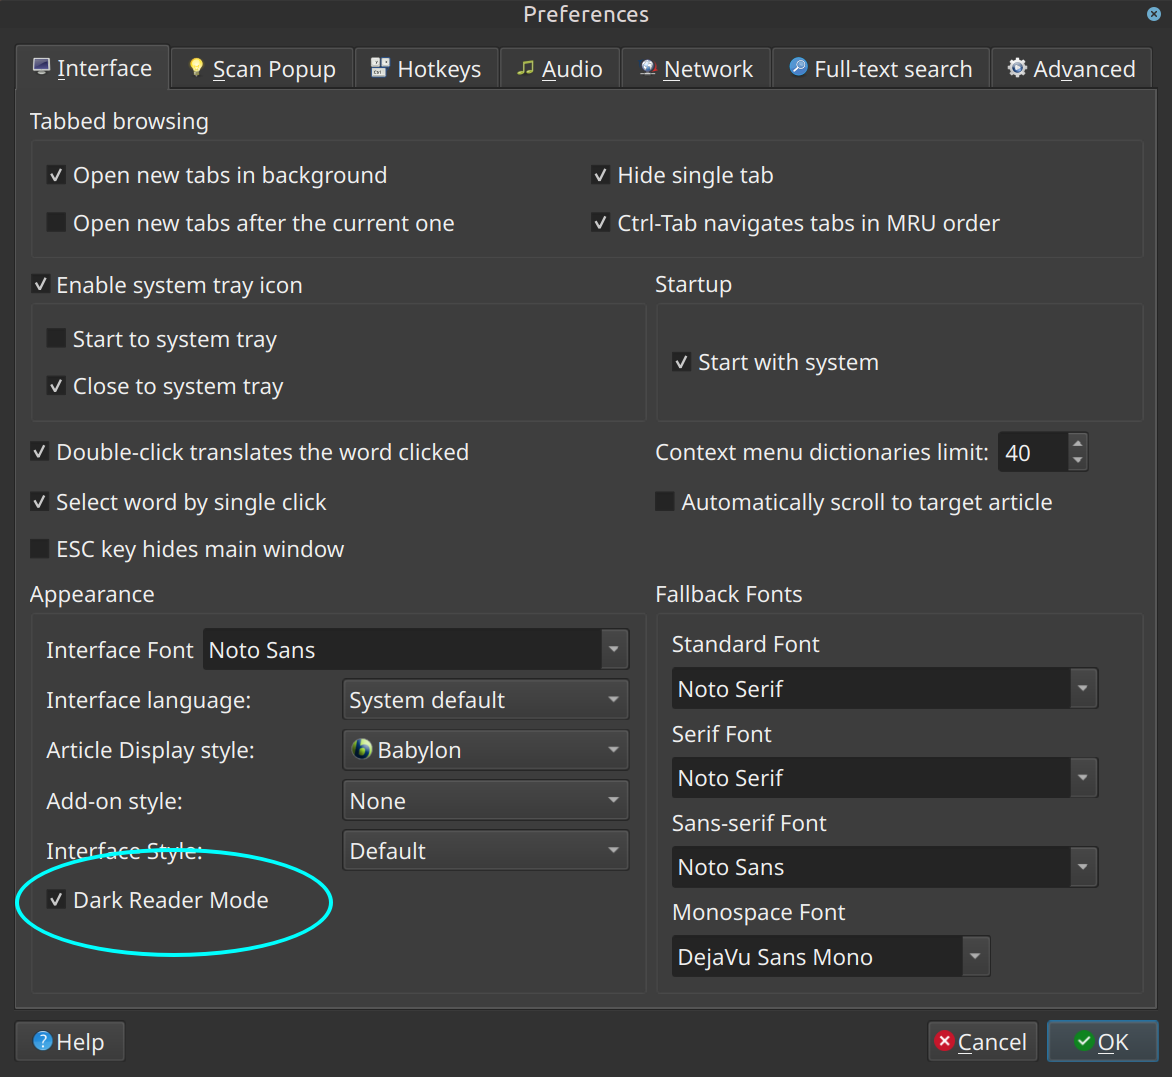 Preferences
Interface Scan Popup Hotkeys Audio Network Full-text search Advanced
Tabbed browsing
Open new tabs in background Hide single tab
Open new tabs after the current one Ctrl-Tab navigates tabs in MRU order
Enable system tray icon Startup
Start to system tray
Start with system
Close to system tray
Double-click translates the word clicked Context menu dictionaries limit: 40
Select word by single click Automatically scroll to target article
ESC key hides main window
Appearance
Interface Font Noto Sans
Interface language: System default
Article Display style: Babylon
Add-on style: None
Interface Style: Default
Dark Reader Mode
Fallback Fonts
Standard Font
Noto Serif
Serif Font
Noto Serif
Sans-serif Font
Noto Sans
Monospace Font
DejaVu Sans Mono
Help Cancel OK